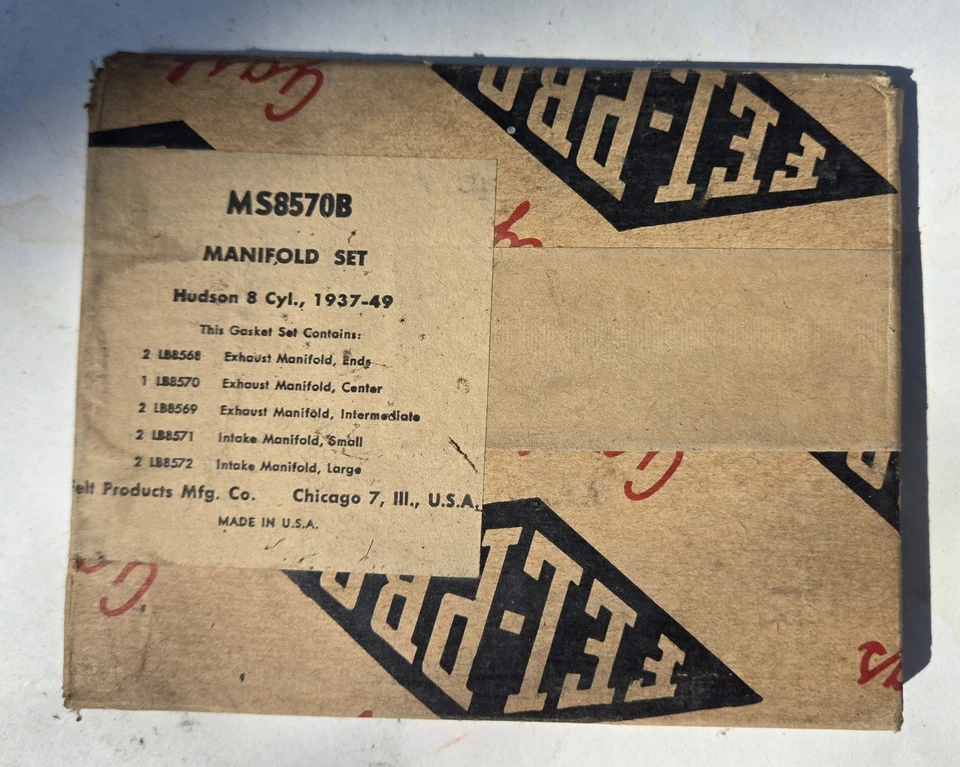 Gask
FEL-PRO
MS8570B
MANIFOLD SET
Hudson 8 Cyl., 1937-49
This Gasket Set Contains:
2 LB8568 Exhaust Manifold, Ends
1 LB8570 Exhaust Manifold, Center
2 LB8569 Exhaust Manifold, Intermediate
2 LB8571 Intake Manifold, Small
2 LB8572 Intake Manifold, Large
Felt Products Mfg. Co. Chicago 7, Ill., U.S.A.
MADE IN U.S.A.
FEL-PRO